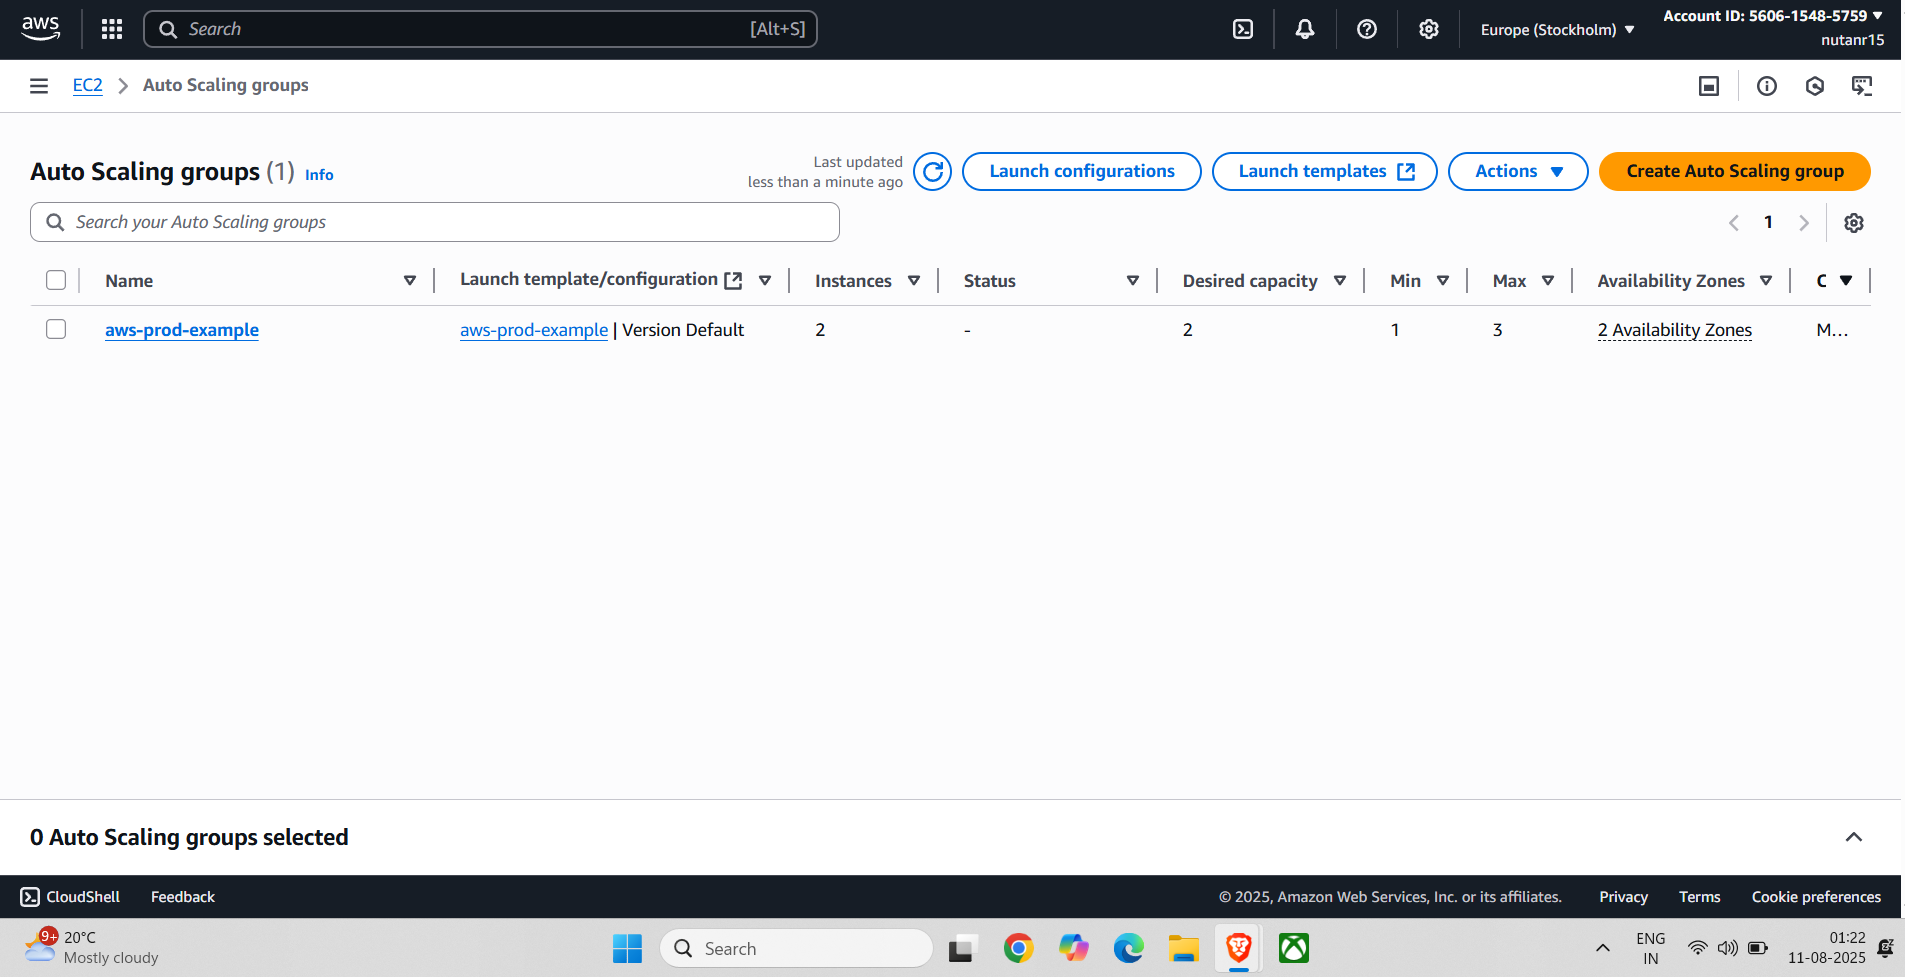 aws
Search [Alt+S]
Europe (Stockholm)
Account ID: 5606-1548-5759
nutanr15
EC2 Auto Scaling groups
Auto Scaling groups (1) Info
Last updated
less than a minute ago
Launch configurations
Launch templates
Actions
Create Auto Scaling group
Search your Auto Scaling groups
1
Name Launch template/configuration Instances Status Desired capacity Min Max Availability Zones C
aws-prod-example aws-prod-example | Version Default 2 - 2 1 3 2 Availability Zones M...
0 Auto Scaling groups selected
CloudShell Feedback © 2025, Amazon Web Services, Inc. or its affiliates. Privacy Terms Cookie preferences
9+
20°C
Mostly cloudy
Search
ENG
IN
01:22
11-08-2025